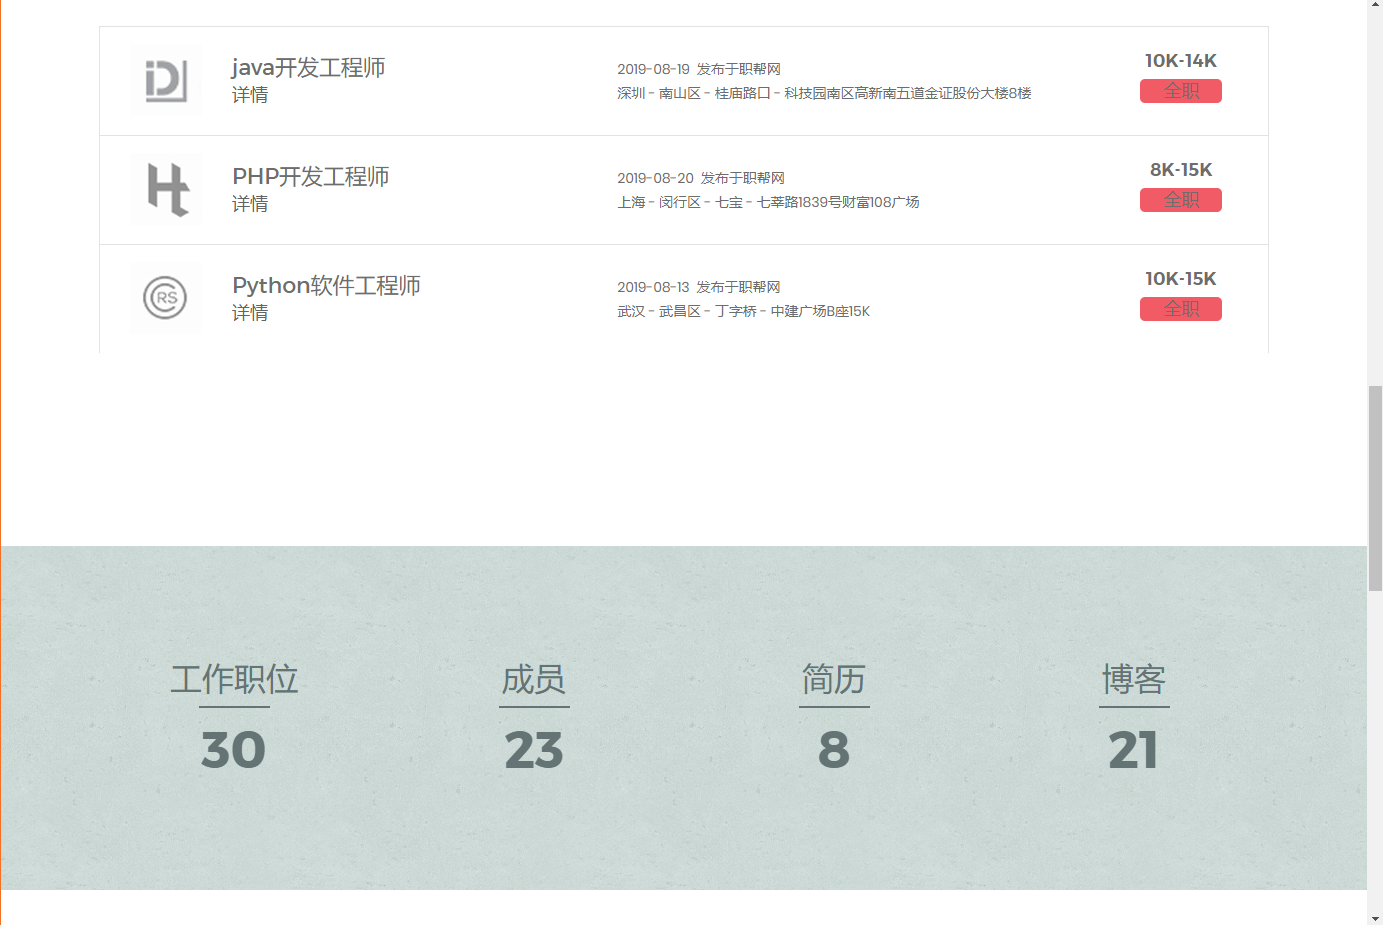 java开发工程师
详情
2019-08-19 发布于职帮网
深圳 - 南山区 - 桂庙路口 - 科技园南区高新南五道金证股份大楼8楼
10K-14K
全职
PHP开发工程师
详情
2019-08-20 发布于职帮网
上海 - 闵行区 - 七宝 - 七莘路1839号财富108广场
8K-15K
全职
RS
Python软件工程师
详情
2019-08-13 发布于职帮网
武汉 - 武昌区 - 丁字桥 - 中建广场B座15K
10K-15K
全职
工作职位
30
成员
23
简历
8
博客
21